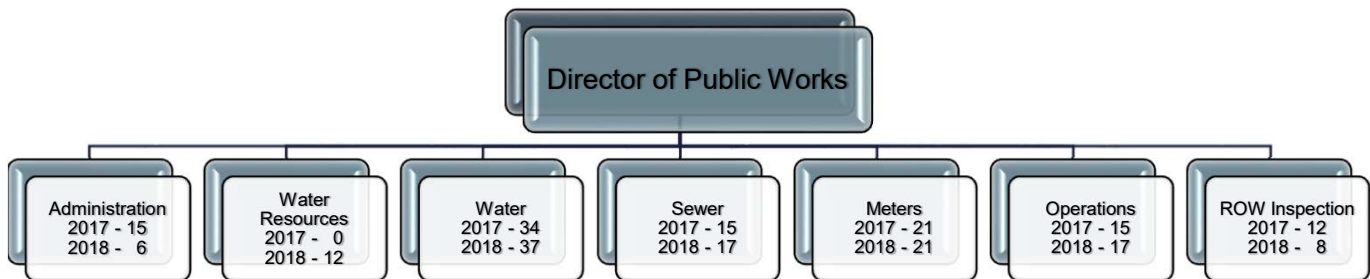 Director of Public Works
Administration
2017 - 15
2018 - 6
Water
Resources
2017 - 0
2018 - 12
Water
2017 - 34
2018 - 37
Sewer
2017 - 15
2018 - 17
Meters
2017 - 21
2018 - 21
Operations
2017 - 15
2018 - 17
ROW Inspection
2017 - 12
2018 - 8